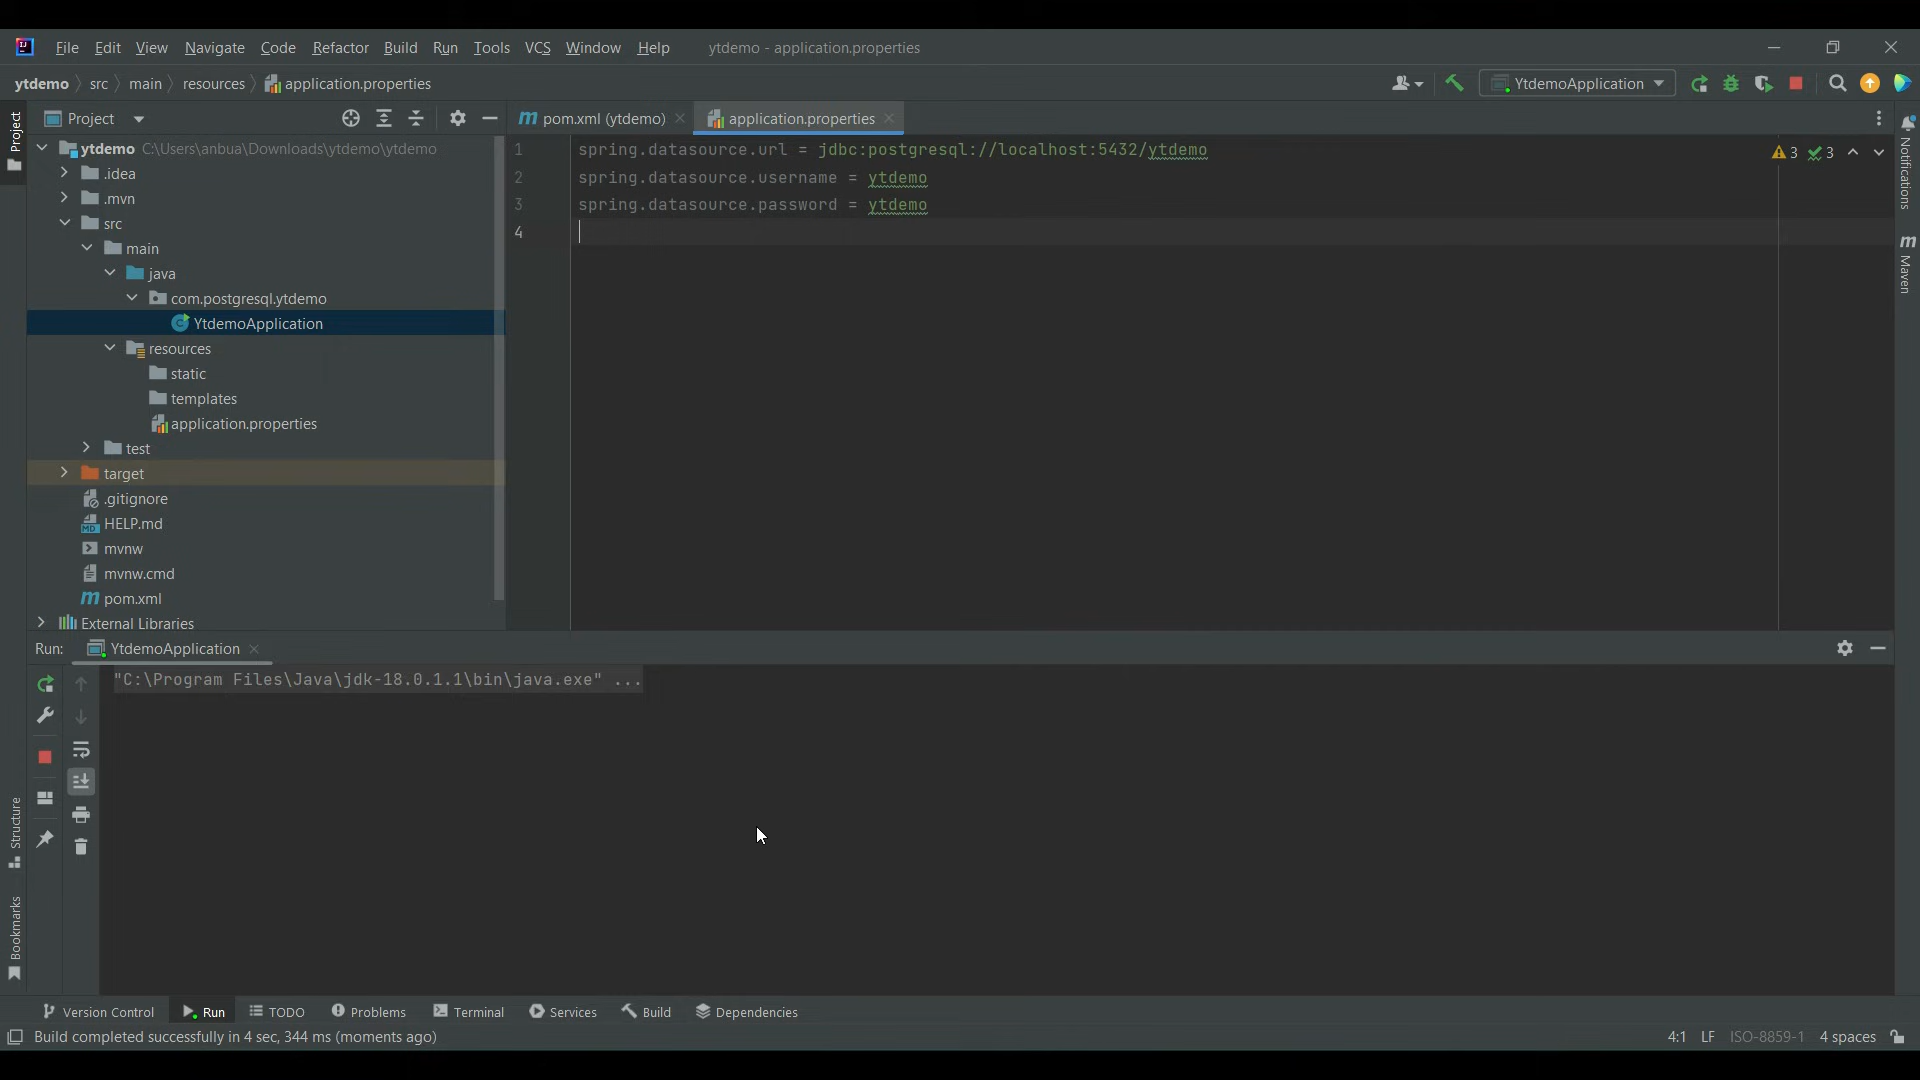 File Edit View Navigate Code Refactor Build Run Tools VCS Window Help ytdemo - application.properties
ytdemo src main resources application.properties YtdemoApplication
Project pom.xml (ytdemo) application.properties
Project
ytdemo C:\Users\anbua\Downloads\ytdemo\ytdemo
.idea
.mvn
src
main
java
com.postgresql.ytdemo
YtdemoApplication
resources
static
templates
application.properties
test
target
.gitignore
HELP.md
mvnw
mvnw.cmd
pom.xml
External Libraries
1 spring.datasource.url = jdbc:postgresql://localhost:5432/ytdemo
2 spring.datasource.username = ytdemo
3 spring.datasource.password = ytdemo
4
3 3
Notifications
Maven
Run: YtdemoApplication
"C:\Program Files\Java\jdk-18.0.1.1\bin\java.exe" ...
Structure
Bookmarks
Version Control Run TODO Problems Terminal Services Build Dependencies
Build completed successfully in 4 sec, 344 ms (moments ago) 4:1 LF ISO-8859-1 4 spaces